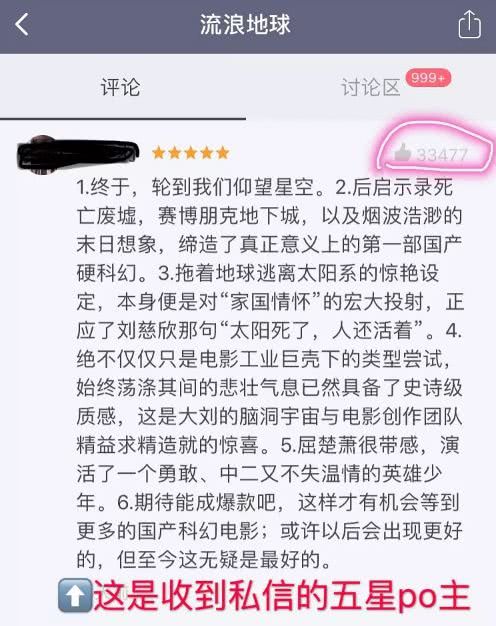 流浪地球
评论
讨论区
999+
33477
1.终于，轮到我们仰望星空。2.后启示录死
亡废墟，赛博朋克地下城，以及烟波浩渺的
末日想象，缔造了真正意义上的第一部国产
硬科幻。3.拖着地球逃离太阳系的惊艳设
定，本身便是对“家国情怀”的宏大投射，正
应了刘慈欣那句“太阳死了，人还活着”。4.
绝不仅仅只是电影工业巨壳下的类型尝试，
始终荡涤其间的悲壮气息已然具备了史诗级
质感，这是大刘的脑洞宇宙与电影创作团队
精益求精造就的惊喜。5.屈楚萧很带感，演
活了一个勇敢、中二又不失温情的英雄少
年。6.期待能成爆款吧，这样才有机会等到
更多的国产科幻电影；或许以后会出现更好
的，但至今这无疑是最好的。
这是收到私信的五星po主